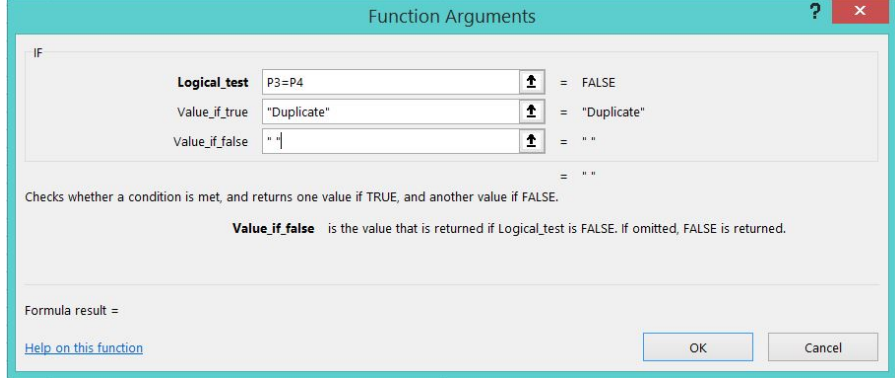 Function Arguments ? ×
IF
Logical_test P3=P4 = FALSE
Value_if_true "Duplicate" = "Duplicate"
Value_if_false " " = " "
= " "
Checks whether a condition is met, and returns one value if TRUE, and another value if FALSE.
Value_if_false is the value that is returned if Logical_test is FALSE. If omitted, FALSE is returned.
Formula result =
Help on this function OK Cancel